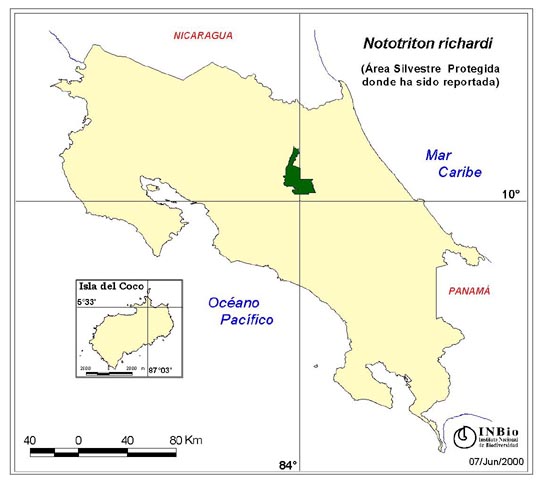 NICARAGUA
Nototriton richardi
(Área Silvestre Protegida
donde ha sido reportada)
Mar
Caribe
10°
PANAMÁ
Isla del Coco
5°33'
87°03'
2000 0 2000 m
Océano
Pacífico
40 0 40 80 Km
84°
INBio
Instituto Nacional
de Biodiversidad
07/Jun/2000